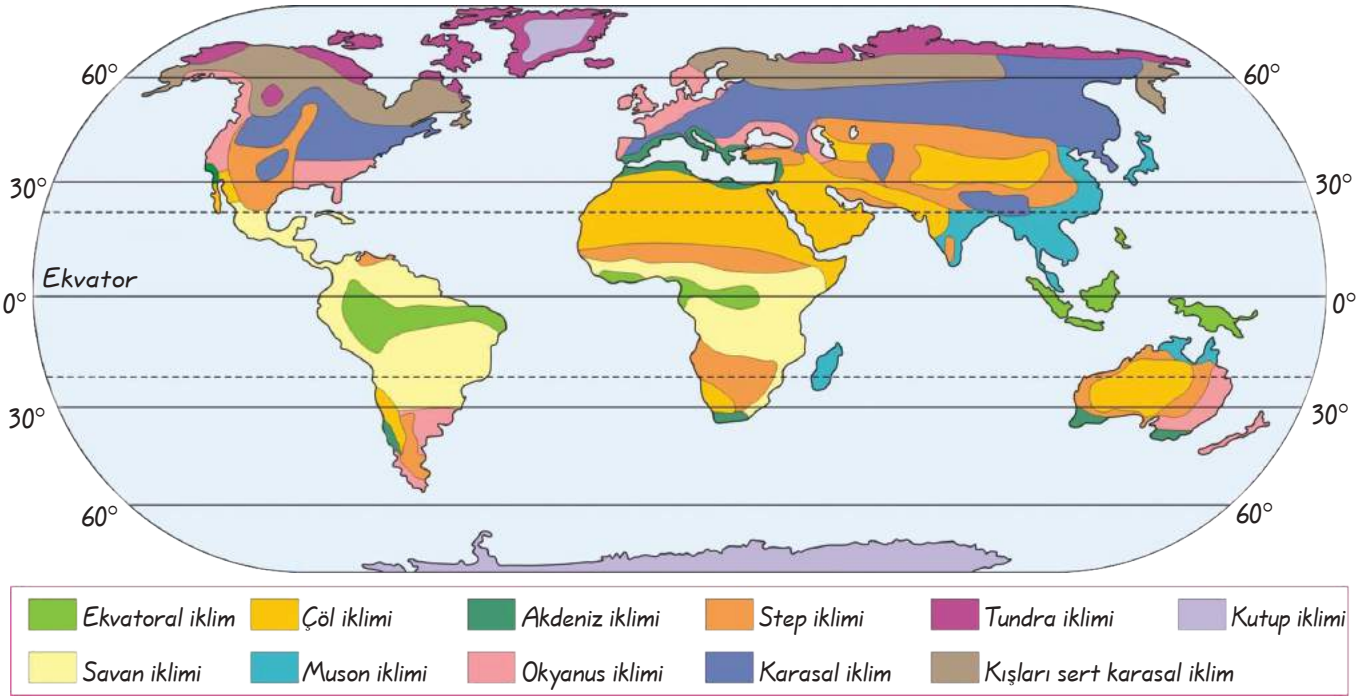 60°
60°
30°
30°
Ekvator
0°
0°
30°
30°
60°
60°
Ekvatoral iklim
Çöl iklimi
Akdeniz iklimi
Step iklimi
Tundra iklimi
Kutup iklimi
Savan iklimi
Muson iklimi
Okyanus iklimi
Karasal iklim
Kışları sert karasal iklim